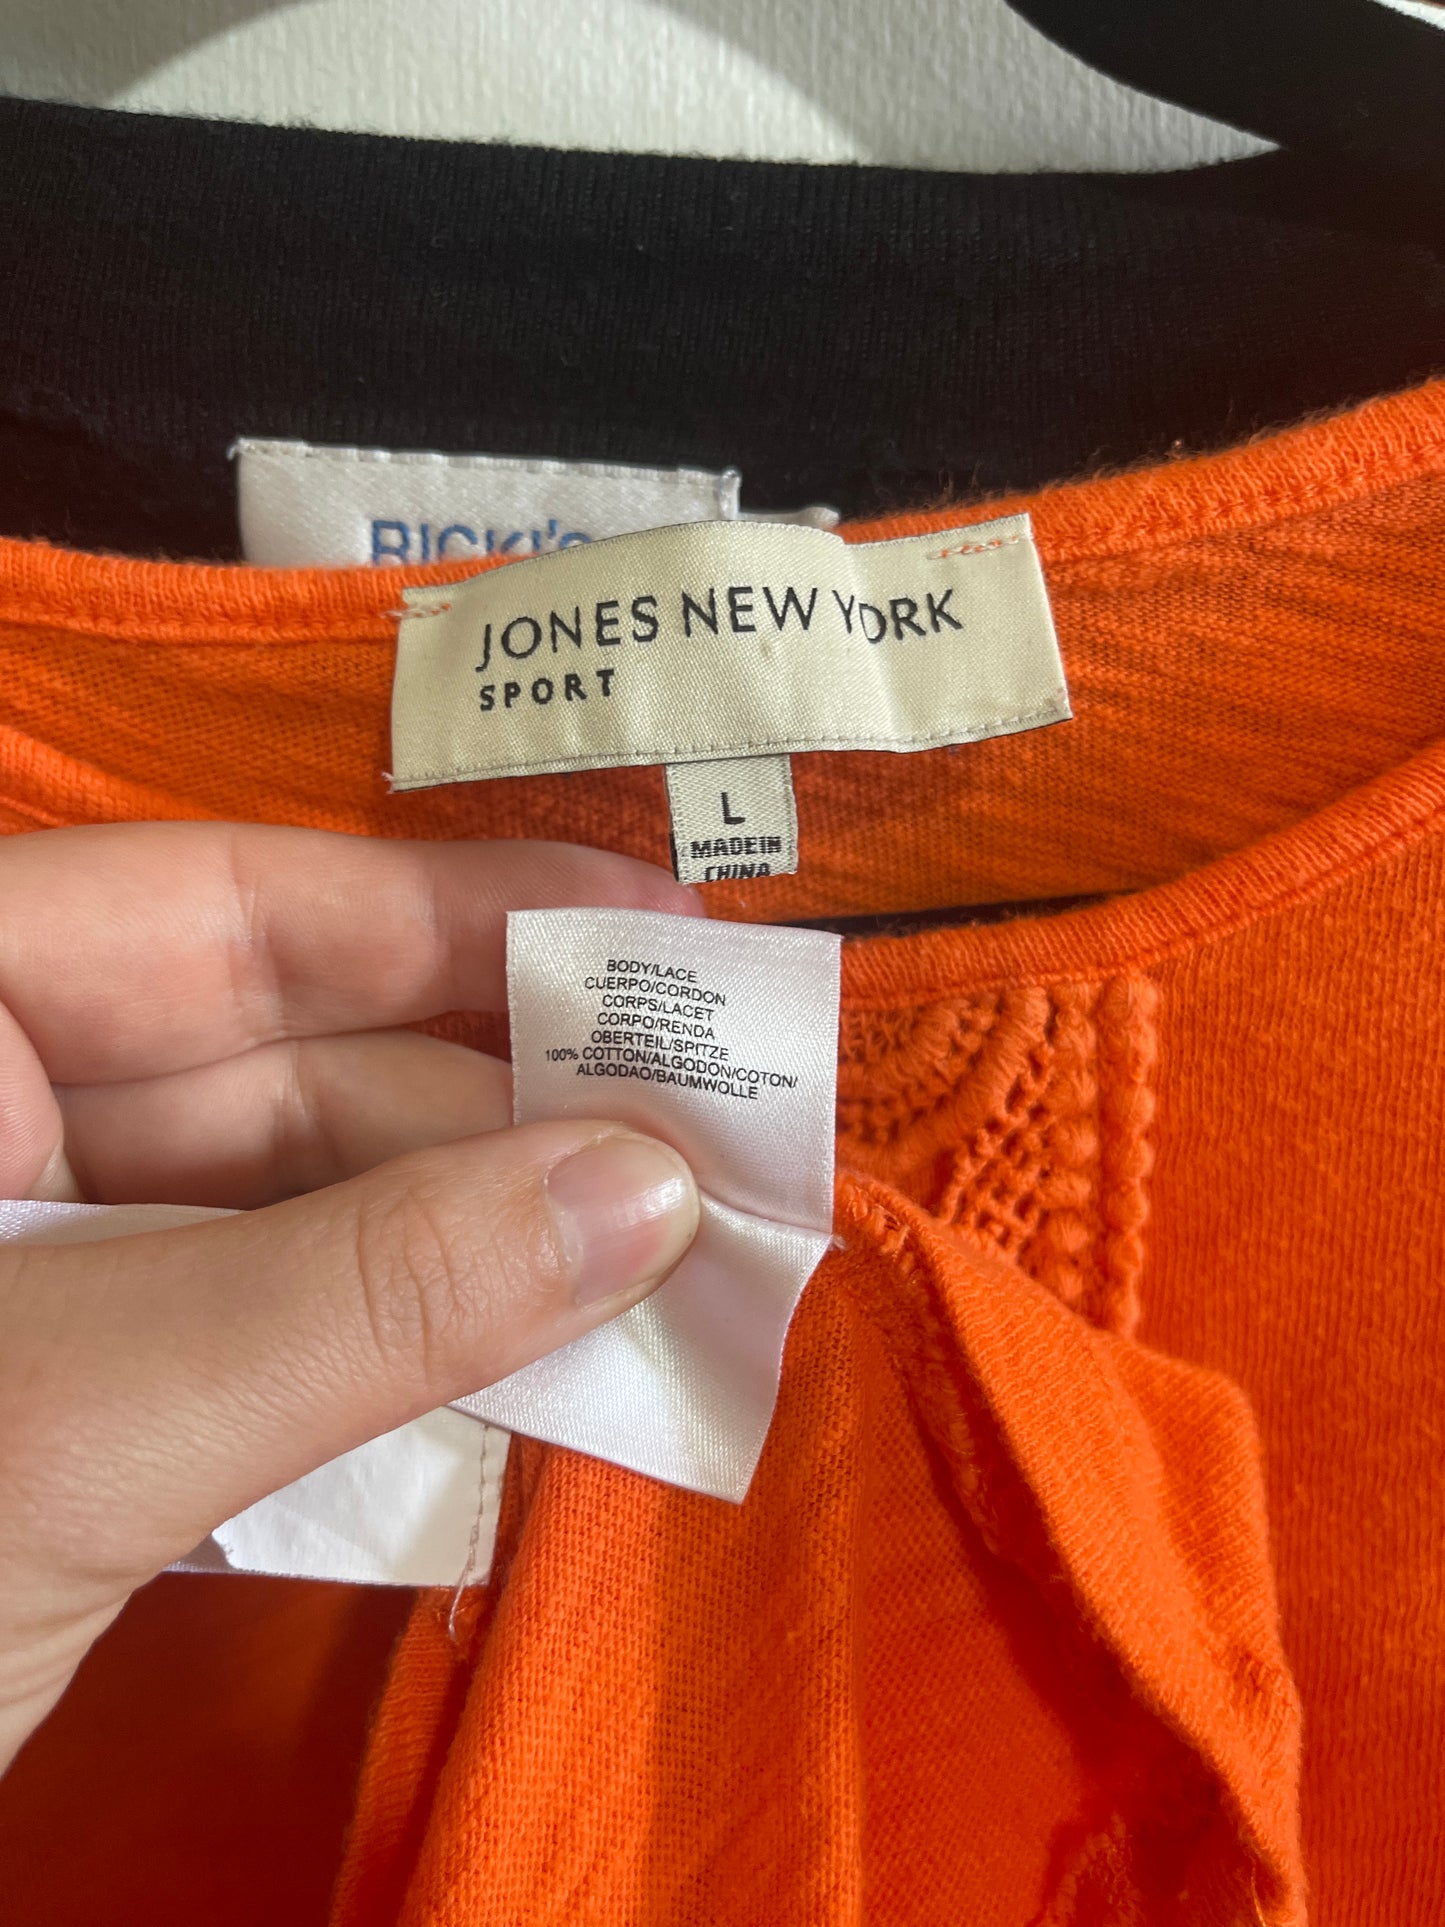 RICKI'S
JONES NEW YORK
SPORT
L
MADE IN
CHINA
BODY/LACE
CUERPO/CORDON
CORPS/LACET
CORPO/RENDA
OBERTEIL/SPITZE
100% COTTON/ALGODON/COTON/
ALGODAO/BAUMWOLLE